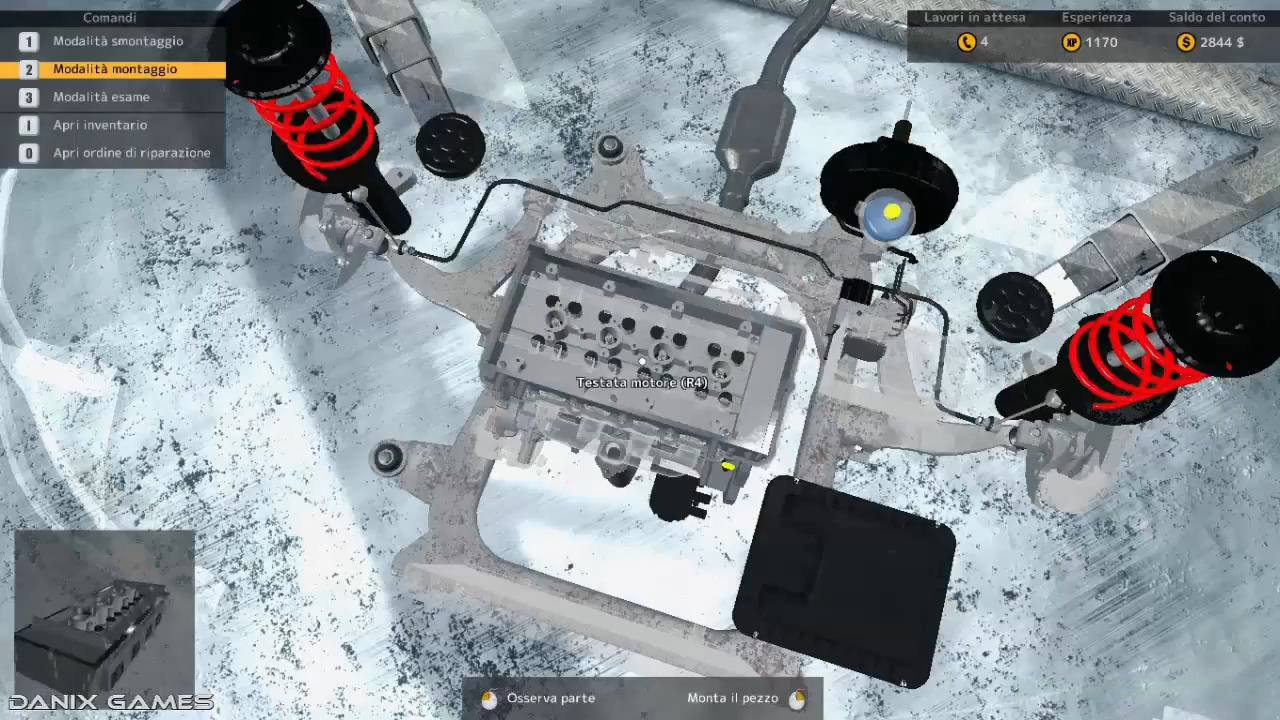 Comandi
1 Modalità smontaggio
2 Modalità montaggio
3 Modalità esame
I Apri inventario
O Apri ordine di riparazione
Lavori in attesa Esperienza Saldo del conto
4 XP 1170 $ 2844 $
Testata motore (R4)
DANIX GAMES
Osserva parte Monta il pezzo